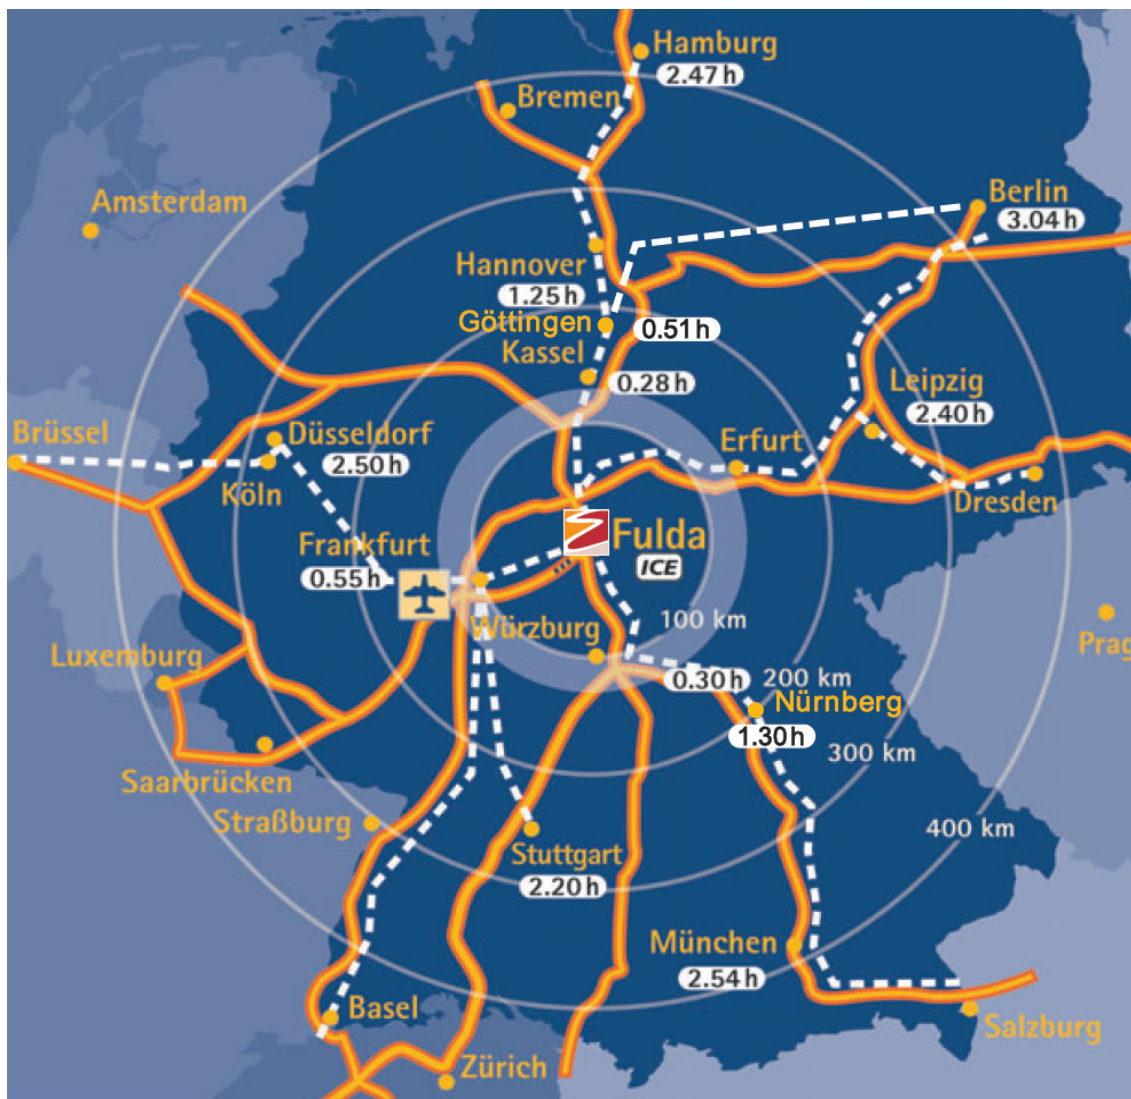 Hamburg
2.47 h
Bremen
Amsterdam
Berlin
3.04 h
Hannover
1.25 h
Göttingen
0.51 h
Kassel
0.28 h
Leipzig
2.40 h
Brüssel
Düsseldorf
2.50 h
Erfurt
Köln
Dresden
Frankfurt
0.55 h
Fulda
ICE
100 km
Würzburg
Prag
Luxemburg
0.30 h
200 km
Nürnberg
1.30 h
300 km
Saarbrücken
Straßburg
400 km
Stuttgart
2.20 h
München
2.54 h
Basel
Salzburg
Zürich